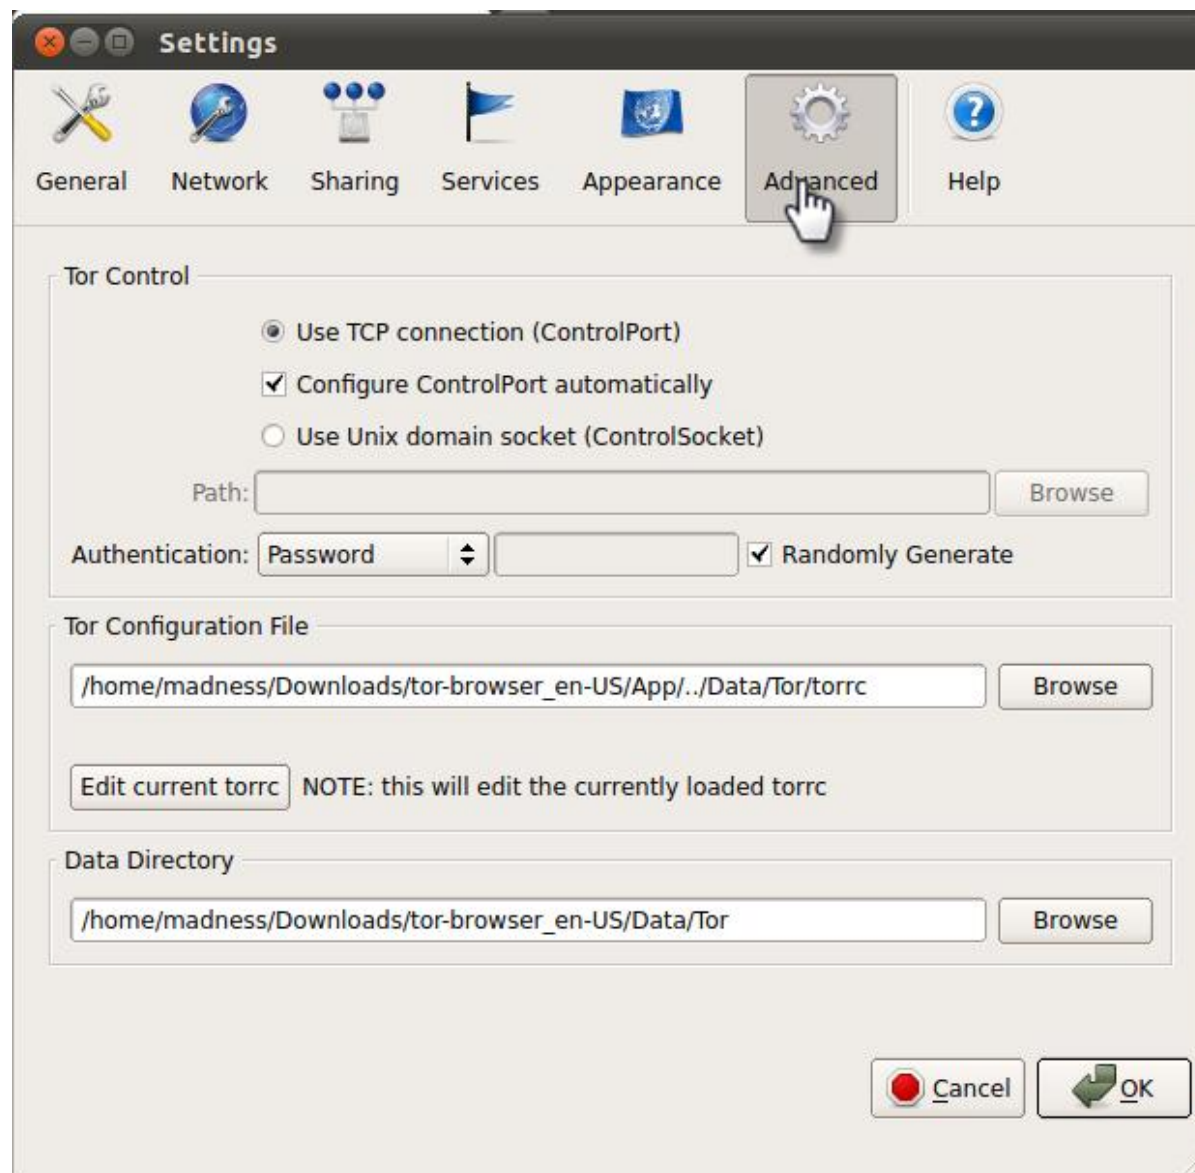 Settings
General Network Sharing Services Appearance Advanced Help
Tor Control
Use TCP connection (ControlPort)
Configure ControlPort automatically
Use Unix domain socket (ControlSocket)
Path: Browse
Authentication: Password Randomly Generate
Tor Configuration File
/home/madness/Downloads/tor-browser_en-US/App/../Data/Tor/torrc Browse
Edit current torrc NOTE: this will edit the currently loaded torrc
Data Directory
/home/madness/Downloads/tor-browser_en-US/Data/Tor Browse
Cancel OK